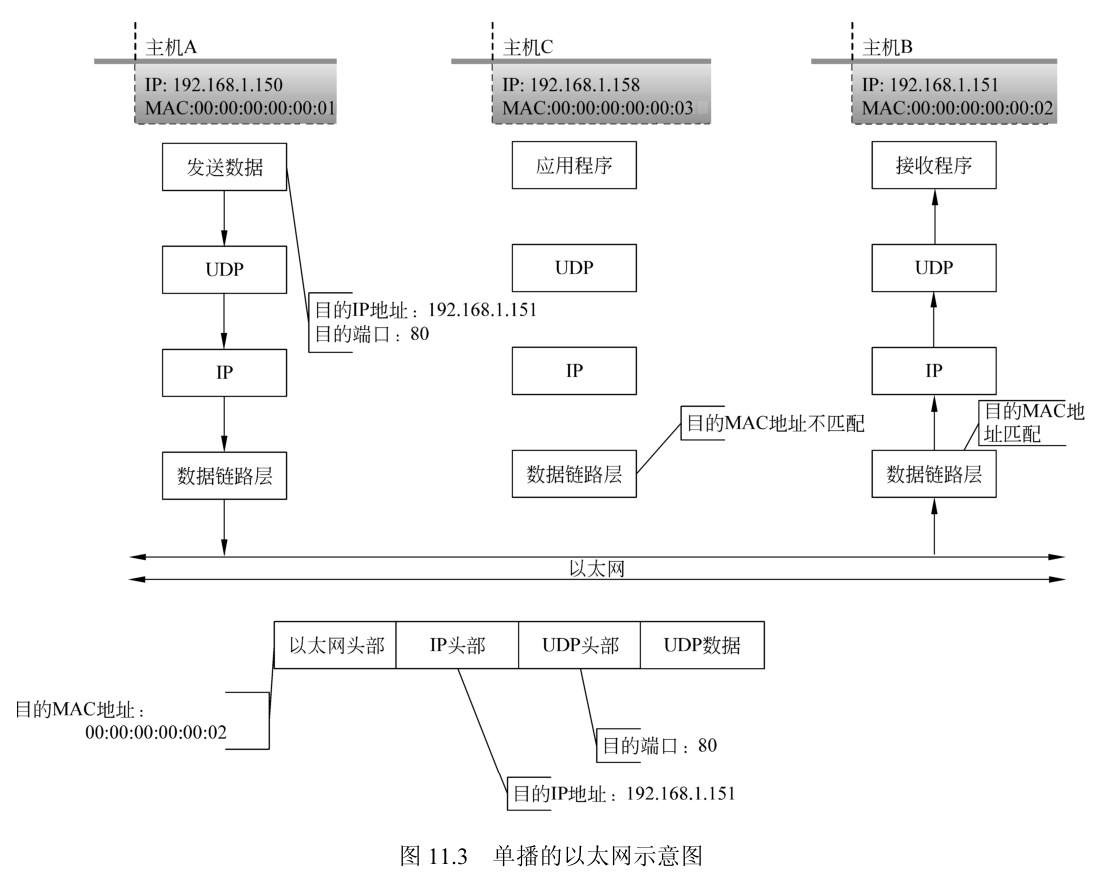 主机A
IP: 192.168.1.150
MAC:00:00:00:00:00:01
主机C
IP: 192.168.1.158
MAC:00:00:00:00:00:03
主机B
IP: 192.168.1.151
MAC:00:00:00:00:00:02
发送数据
应用程序
接收程序
UDP
UDP
UDP
目的IP地址：192.168.1.151
目的端口：80
IP
IP
IP
目的MAC地址不匹配
目的MAC地
址匹配
数据链路层
数据链路层
数据链路层
以太网
以太网头部
IP头部
UDP头部
UDP数据
目的MAC地址：
00:00:00:00:00:02
目的端口：80
目的IP地址：192.168.1.151
图 11.3 单播的以太网示意图